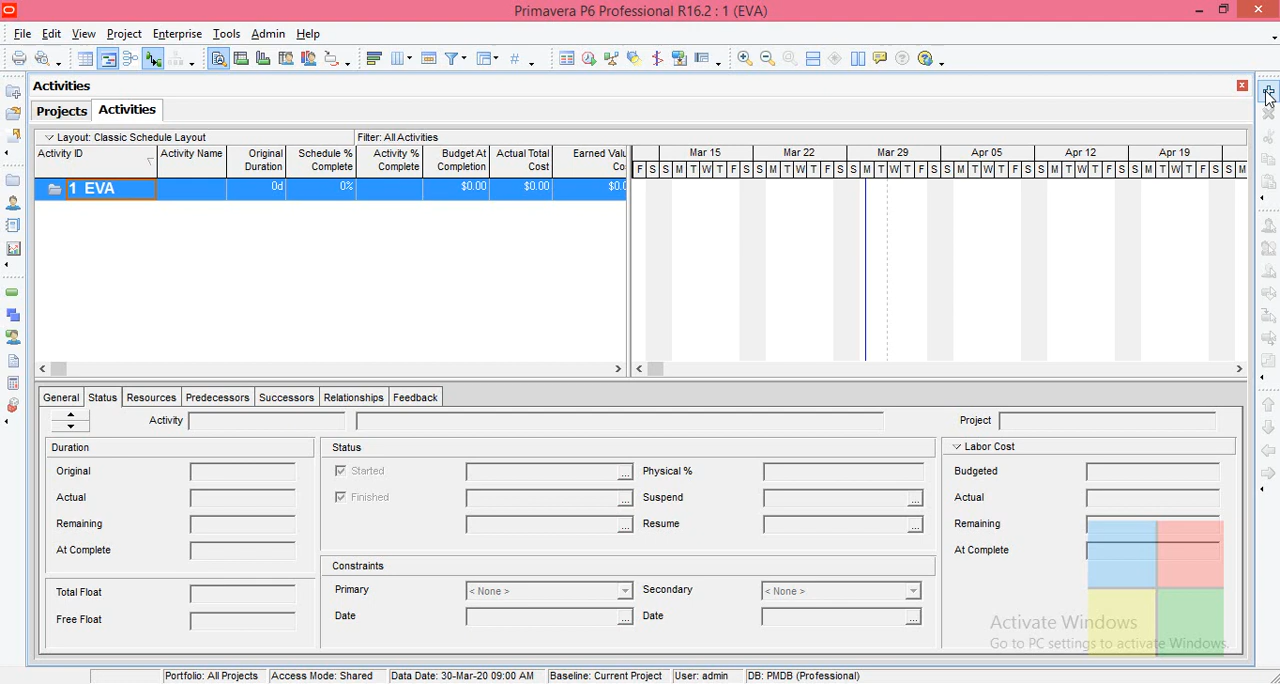 Primavera P6 Professional R16.2 : 1 (EVA)
File Edit View Project Enterprise Tools Admin Help
Activities
Projects Activities
Layout: Classic Schedule Layout Filter: All Activities
Activity ID Activity Name Original Duration Schedule % Complete Activity % Complete Budget At Completion Actual Total Cost Earned Valu Co
Mar 15 Mar 22 Mar 29 Apr 05 Apr 12 Apr 19
F S S M T W T F S S M T W T F S S M T W T F S S M T W T F S S M T W T F S S M T W T F S S M
1 EVA 0d 0% $0.00 $0.00 $0.0
General Status Resources Predecessors Successors Relationships Feedback
Activity Project
Duration Status Labor Cost
Original Started Physical % Budgeted
Actual Finished Suspend Actual
Remaining Resume Remaining
At Complete At Complete
Constraints
Total Float Primary < None > Secondary < None >
Free Float Date Date
Activate Windows
Go to PC settings to activate Windows.
Portfolio: All Projects Access Mode: Shared Data Date: 30-Mar-20 09:00 AM Baseline: Current Project User: admin DB: PMDB (Professional)